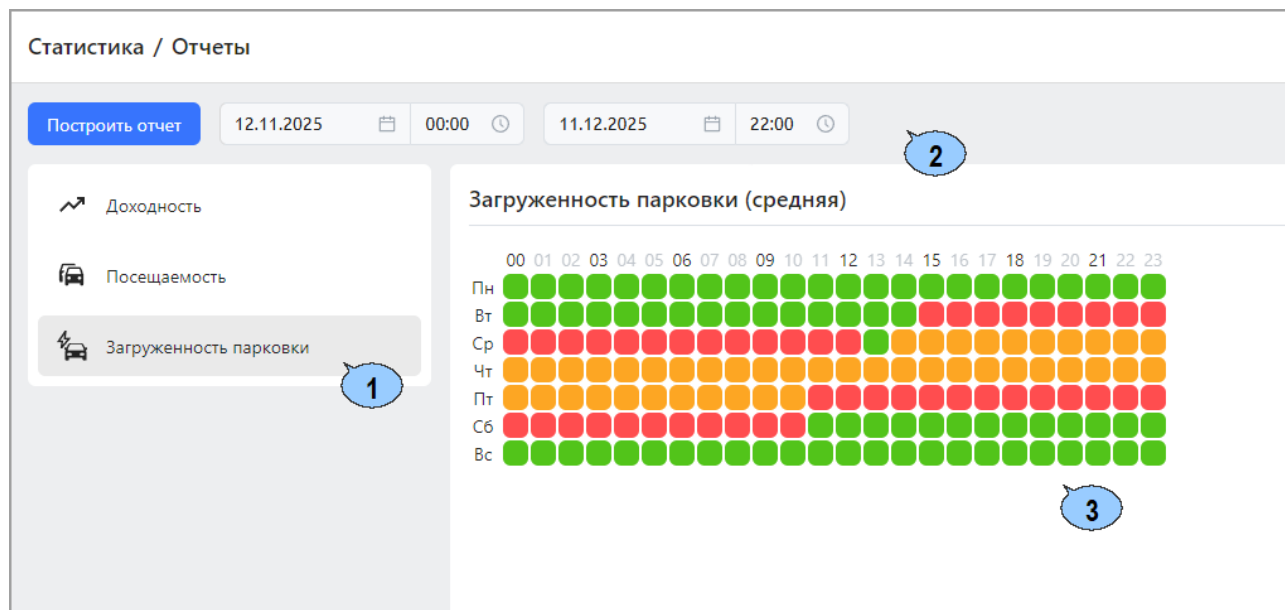 Статистика / Отчеты
Построить отчет 12.11.2025 00:00 11.12.2025 22:00
2
Доходность
Посещаемость
Загруженность парковки
1
Загруженность парковки (средняя)
00 01 02 03 04 05 06 07 08 09 10 11 12 13 14 15 16 17 18 19 20 21 22 23
Пн
Вт
Ср
Чт
Пт
Сб
Вс
3